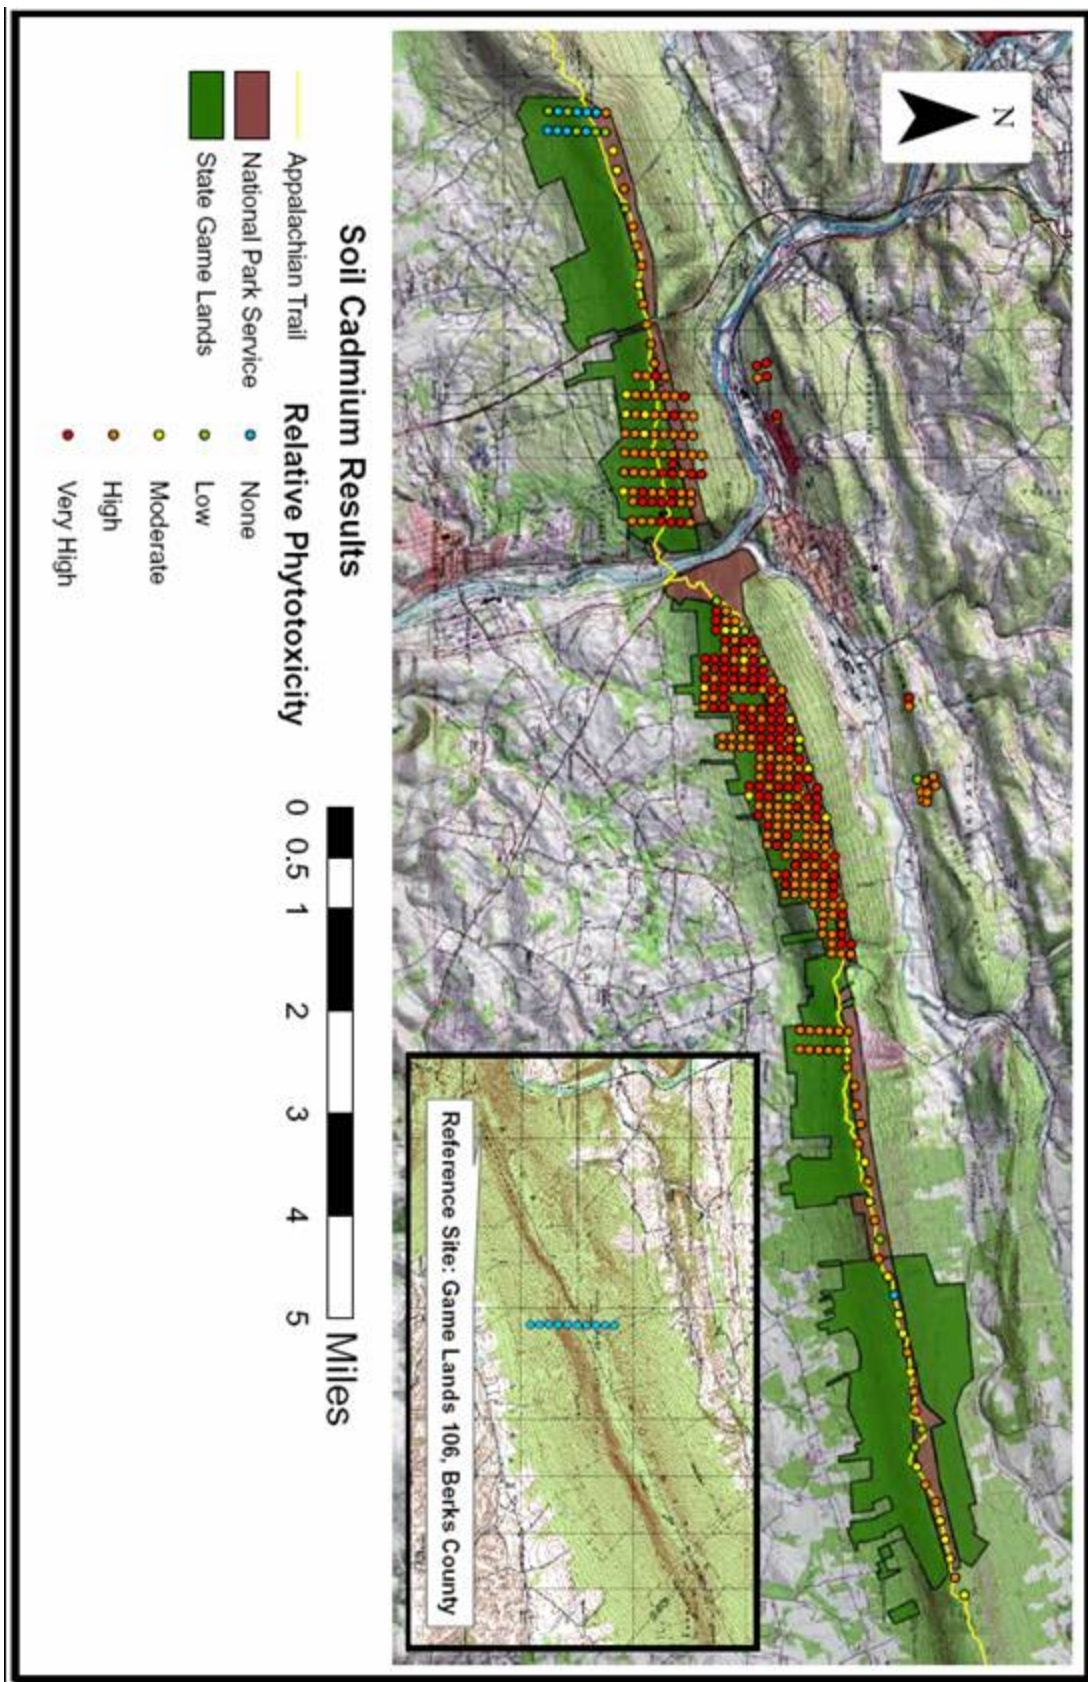 N
Reference Site: Game Lands 106, Berks County
Soil Cadmium Results
Appalachian Trail
National Park Service
State Game Lands
Relative Phytotoxicity
None
Low
Moderate
High
Very High
0 0.5 1 2 3 4 5 Miles